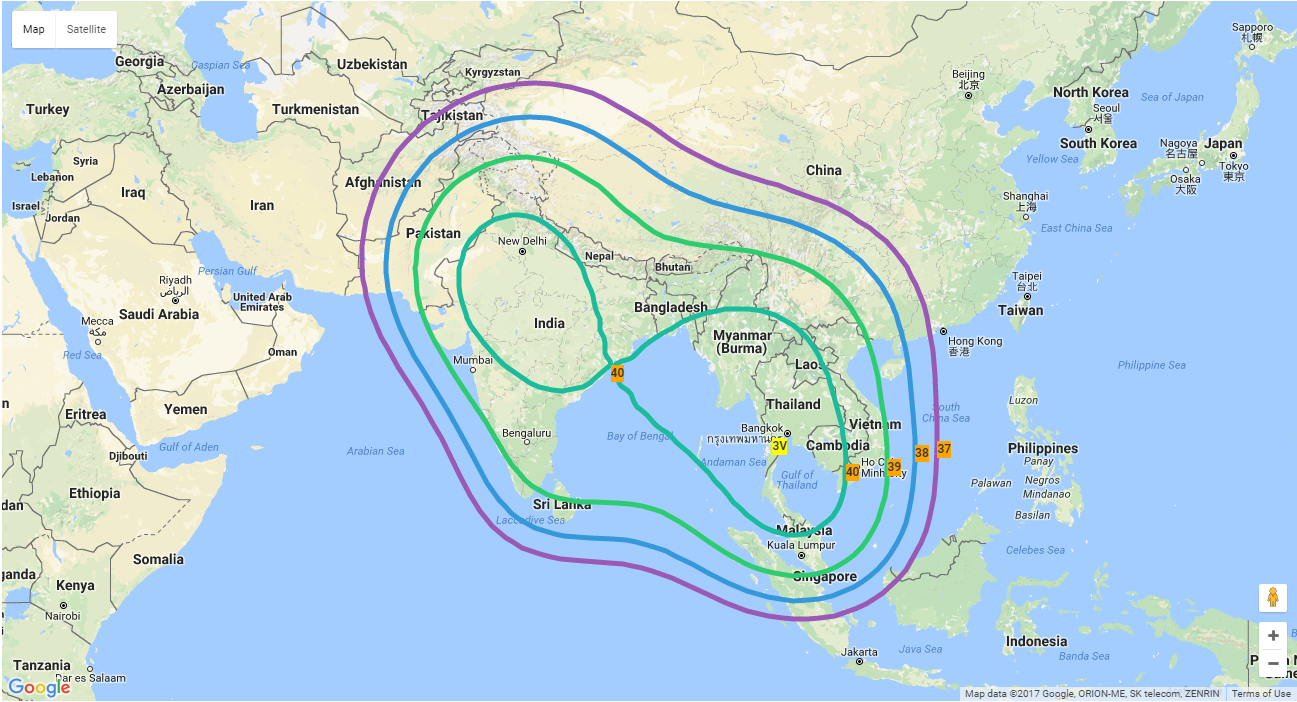 Map
Satellite
Sapporo
札幌
Georgia
Caspian Sea
Uzbekistan
Kyrgyzstan
Beijing
北京
Azerbaijan
Turkmenistan
North Korea
Sea of Japan
Turkey
Tajikistan
Seoul
서울
South Korea
Nagoya
名古屋
Japan
Tokyo
東京
Yellow Sea
Syria
Lebanon
Iraq
Afghanistan
China
Osaka
大阪
Israel
Jordan
Iran
Shanghai
上海
East China Sea
Pakistan
New Delhi
Nepal
Bhutan
Persian Gulf
Riyadh
الرياض
United Arab
Emirates
Saudi Arabia
Bangladesh
Taipei
台北
Taiwan
Mecca
مكة
India
Myanmar
(Burma)
Hong Kong
香港
Red Sea
Oman
Mumbai
Laos
40
Philippine Sea
Eritrea
Yemen
Thailand
Luzon
South
China Sea
Vietnam
Bangkok
กรุงเทพมหานคร
3V
Cambodia
Bengaluru
Bay of Bengal
Gulf of Aden
Djibouti
Arabian Sea
Andaman Sea
Gulf of
Thailand
40
Ho Chi
Minh City
39
38
37
Philippines
Panay
Negros
Palawan
Mindanao
Basilan
Ethiopia
dan
Sri Lanka
Laccadive Sea
Malaysia
Kuala Lumpur
Celebes Sea
Somalia
Singapore
ganda
Kenya
Nairobi
Indonesia
Java Sea
Banda Sea
Jakarta
Tanzania
Dar es Salaam
Google
+
−
Map data ©2017 Google, ORION-ME, SK telecom, ZENRIN
Terms of Use